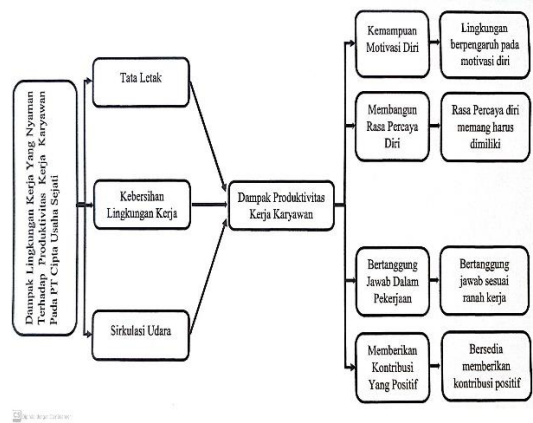 Dampak Lingkungan Kerja Yang Nyaman
Terhadap Produktivitas Kerja Karyawan
Pada PT Cipta Usaha Sejati
Tata Letak
Kebersihan
Lingkungan Kerja
Sirkulasi Udara
Dampak Produktivitas
Kerja Karyawan
Kemampuan
Motivasi Diri
Lingkungan
berpengaruh pada
motivasi diri
Membangun
Rasa Percaya
Diri
Rasa Percaya diri
memang harus
dimiliki
Bertanggung
Jawab Dalam
Pekerjaan
Bertanggung
jawab sesuai
ranah kerja
Memberikan
Kontribusi
Yang Positif
Bersedia
memberikan
kontribusi positif